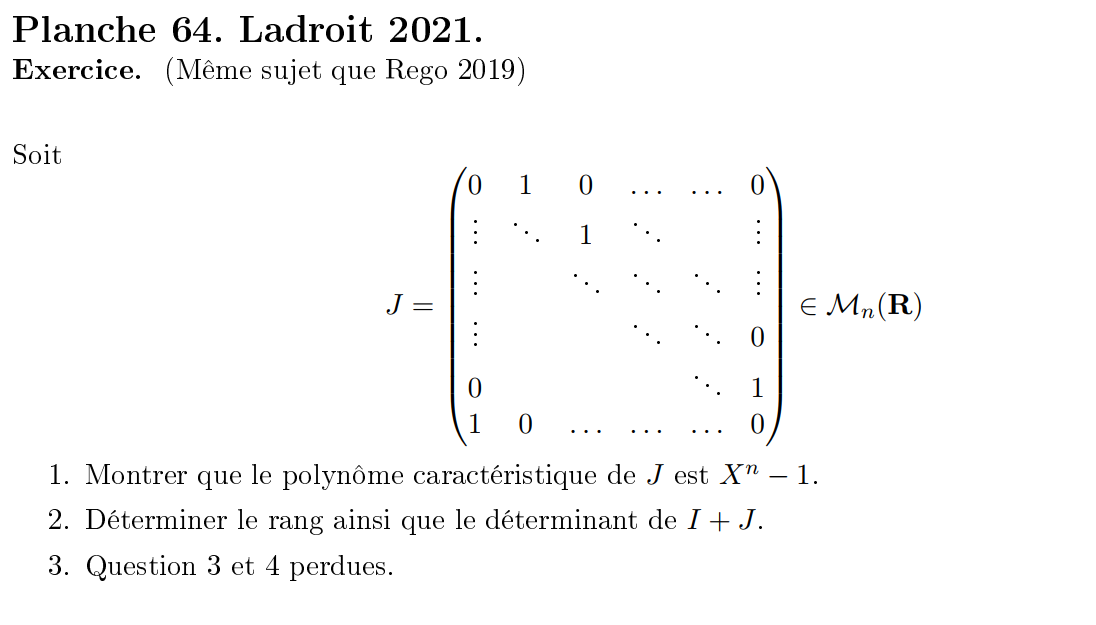 Planche 64. Ladroit 2021.
Exercice. (Même sujet que Rego 2019)
Soit
J = \begin{pmatrix} 0 & 1 & 0 & \dots & \dots & 0 \\ \vdots & \ddots & 1 & \ddots & & \vdots \\ \vdots & & \ddots & \ddots & \ddots & \vdots \\ \vdots & & & \ddots & \ddots & 0 \\ 0 & & & & \ddots & 1 \\ 1 & 0 & \dots & \dots & \dots & 0 \end{pmatrix} \in \mathcal{M}_n(\mathbf{R})
1. Montrer que le polynôme caractéristique de J est X^n − 1.
2. Déterminer le rang ainsi que le déterminant de I + J.
3. Question 3 et 4 perdues.